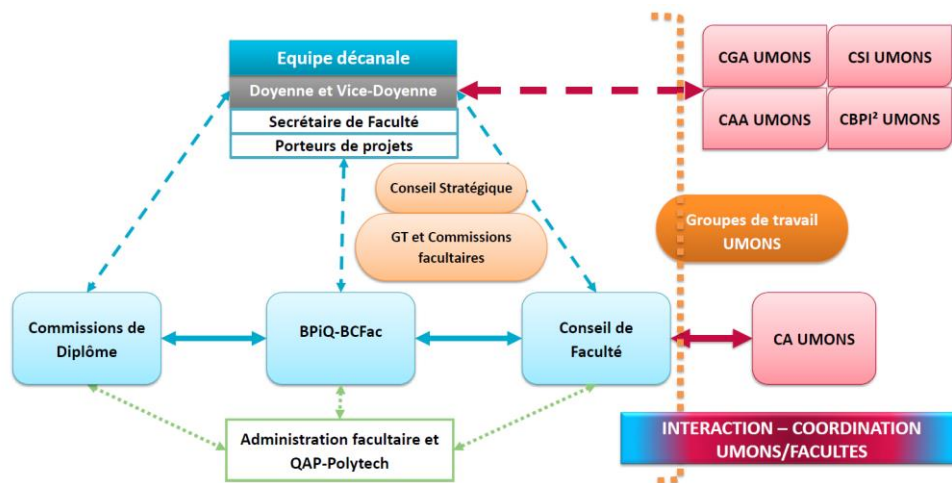 Equipe décanale
Doyenne et Vice-Doyenne
Secrétaire de Faculté
Porteurs de projets
CGA UMONS
CSI UMONS
CAA UMONS
CBPI² UMONS
Conseil Stratégique
GT et Commissions
facultaires
Groupes de travail
UMONS
Commissions de
Diplôme
BPiQ-BCFac
Conseil de
Faculté
CA UMONS
Administration facultaire et
QAP-Polytech
INTERACTION – COORDINATION
UMONS/FACULTES